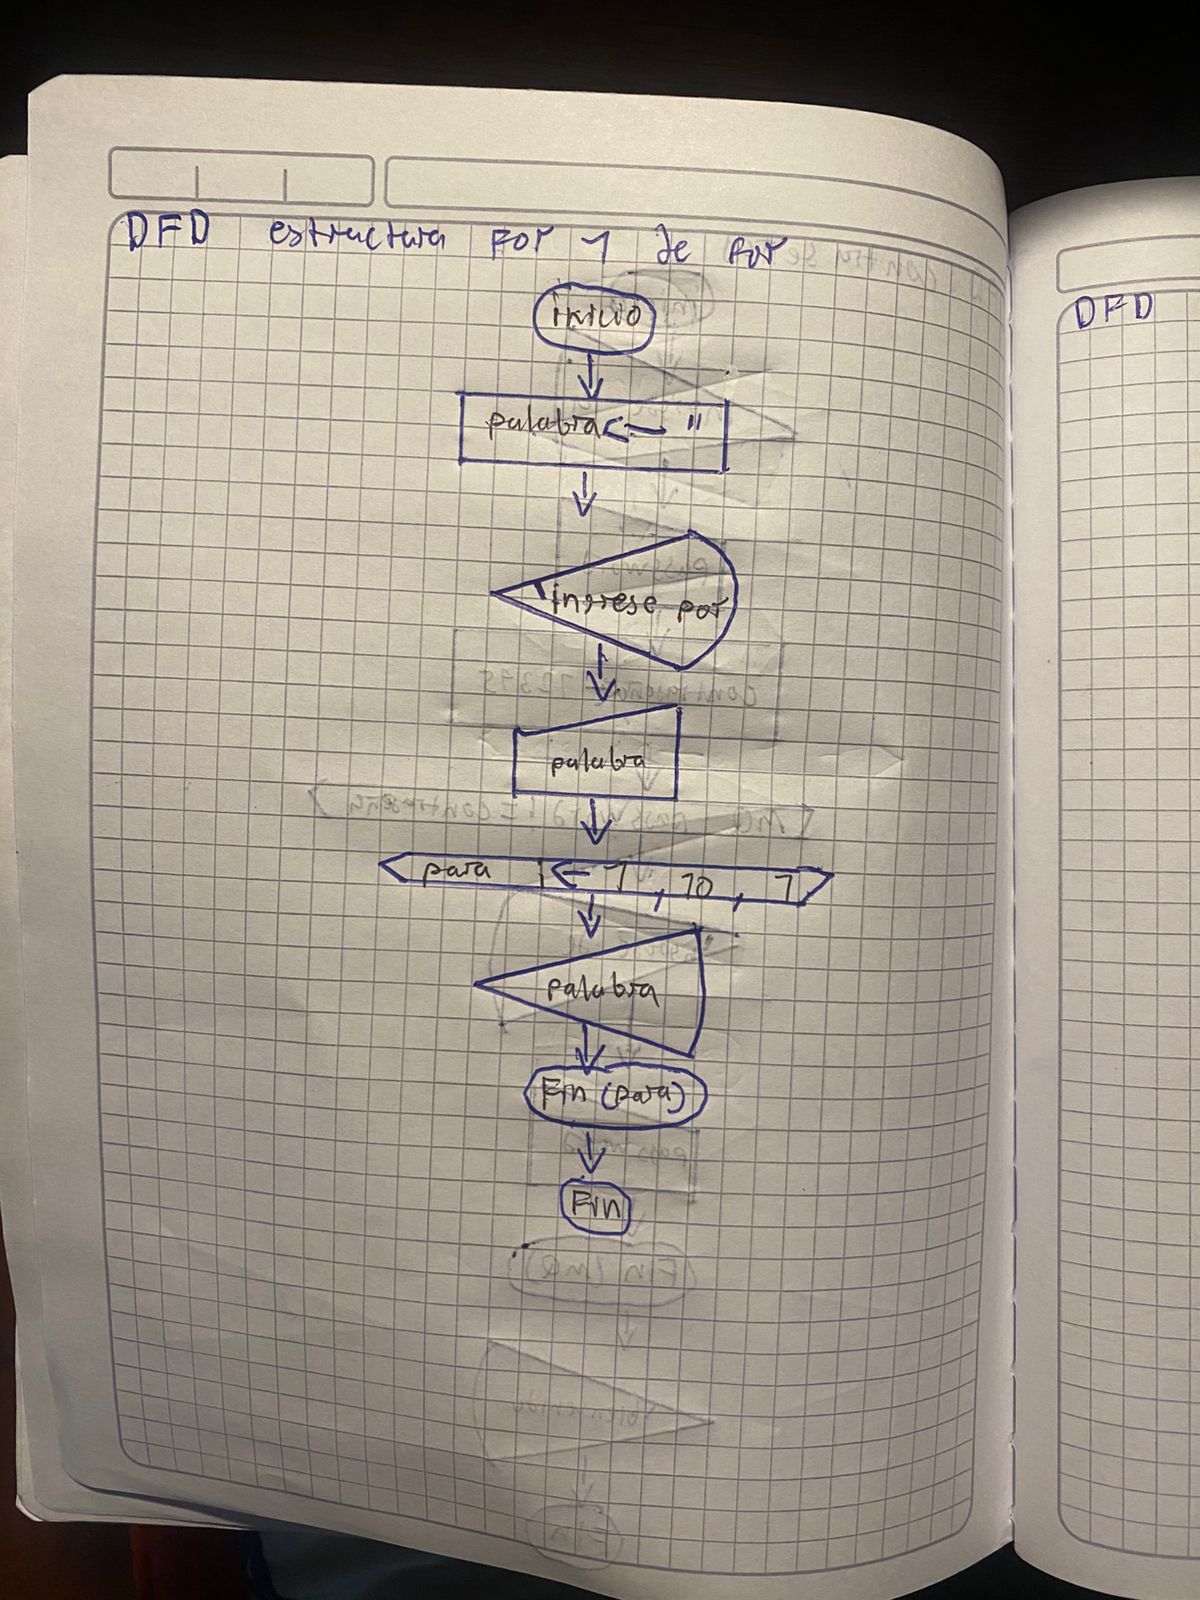 DFD estructura For 1 de For
DFD
inicio
palabra ← "
ingrese por
palabra
para i ← 1 , 10 , 1
palabra
Fin (para)
Fin